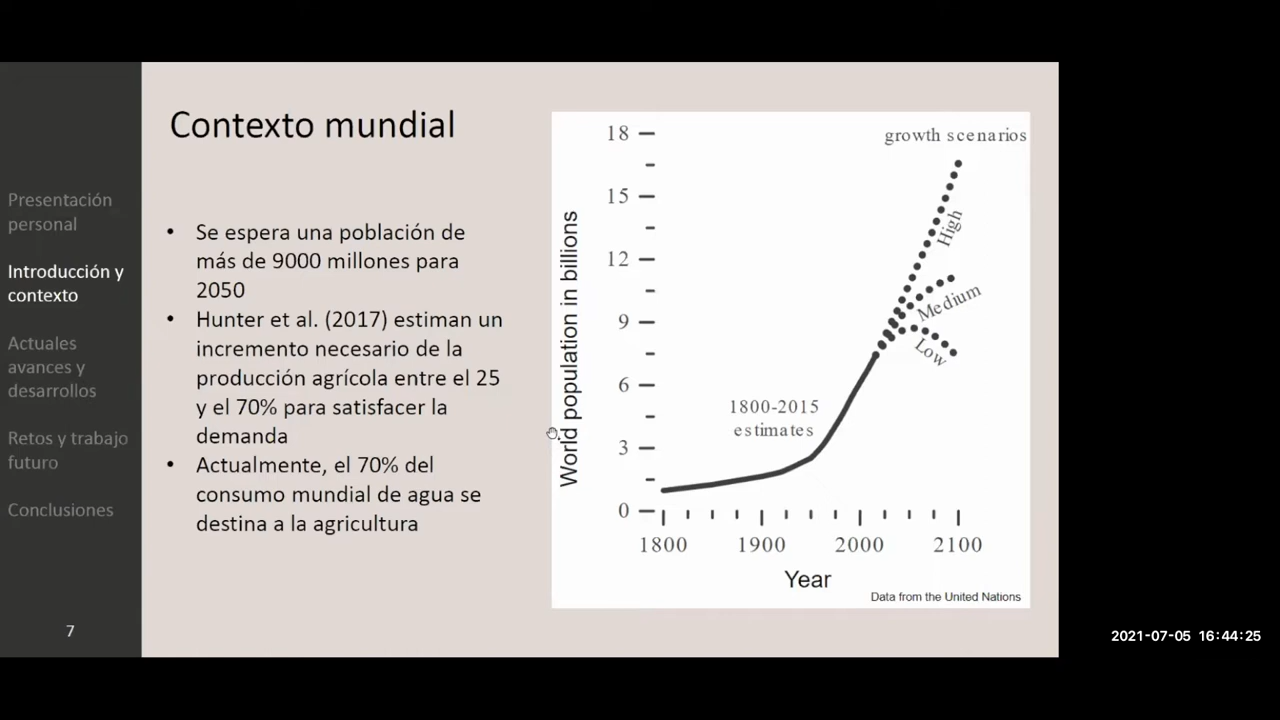 Contexto mundial
Presentación
personal
Introducción y
contexto
Actuales
avances y
desarrollos
Retos y trabajo
futuro
Conclusiones
7
• Se espera una población de
más de 9000 millones para
2050
• Hunter et al. (2017) estiman un
incremento necesario de la
producción agrícola entre el 25
y el 70% para satisfacer la
demanda
• Actualmente, el 70% del
consumo mundial de agua se
destina a la agricultura
World population in billions
18
15
12
9
6
3
0
growth scenarios
High
Medium
Low
1800-2015
estimates
1800 1900 2000 2100
Year
Data from the United Nations
2021-07-05 16:44:25